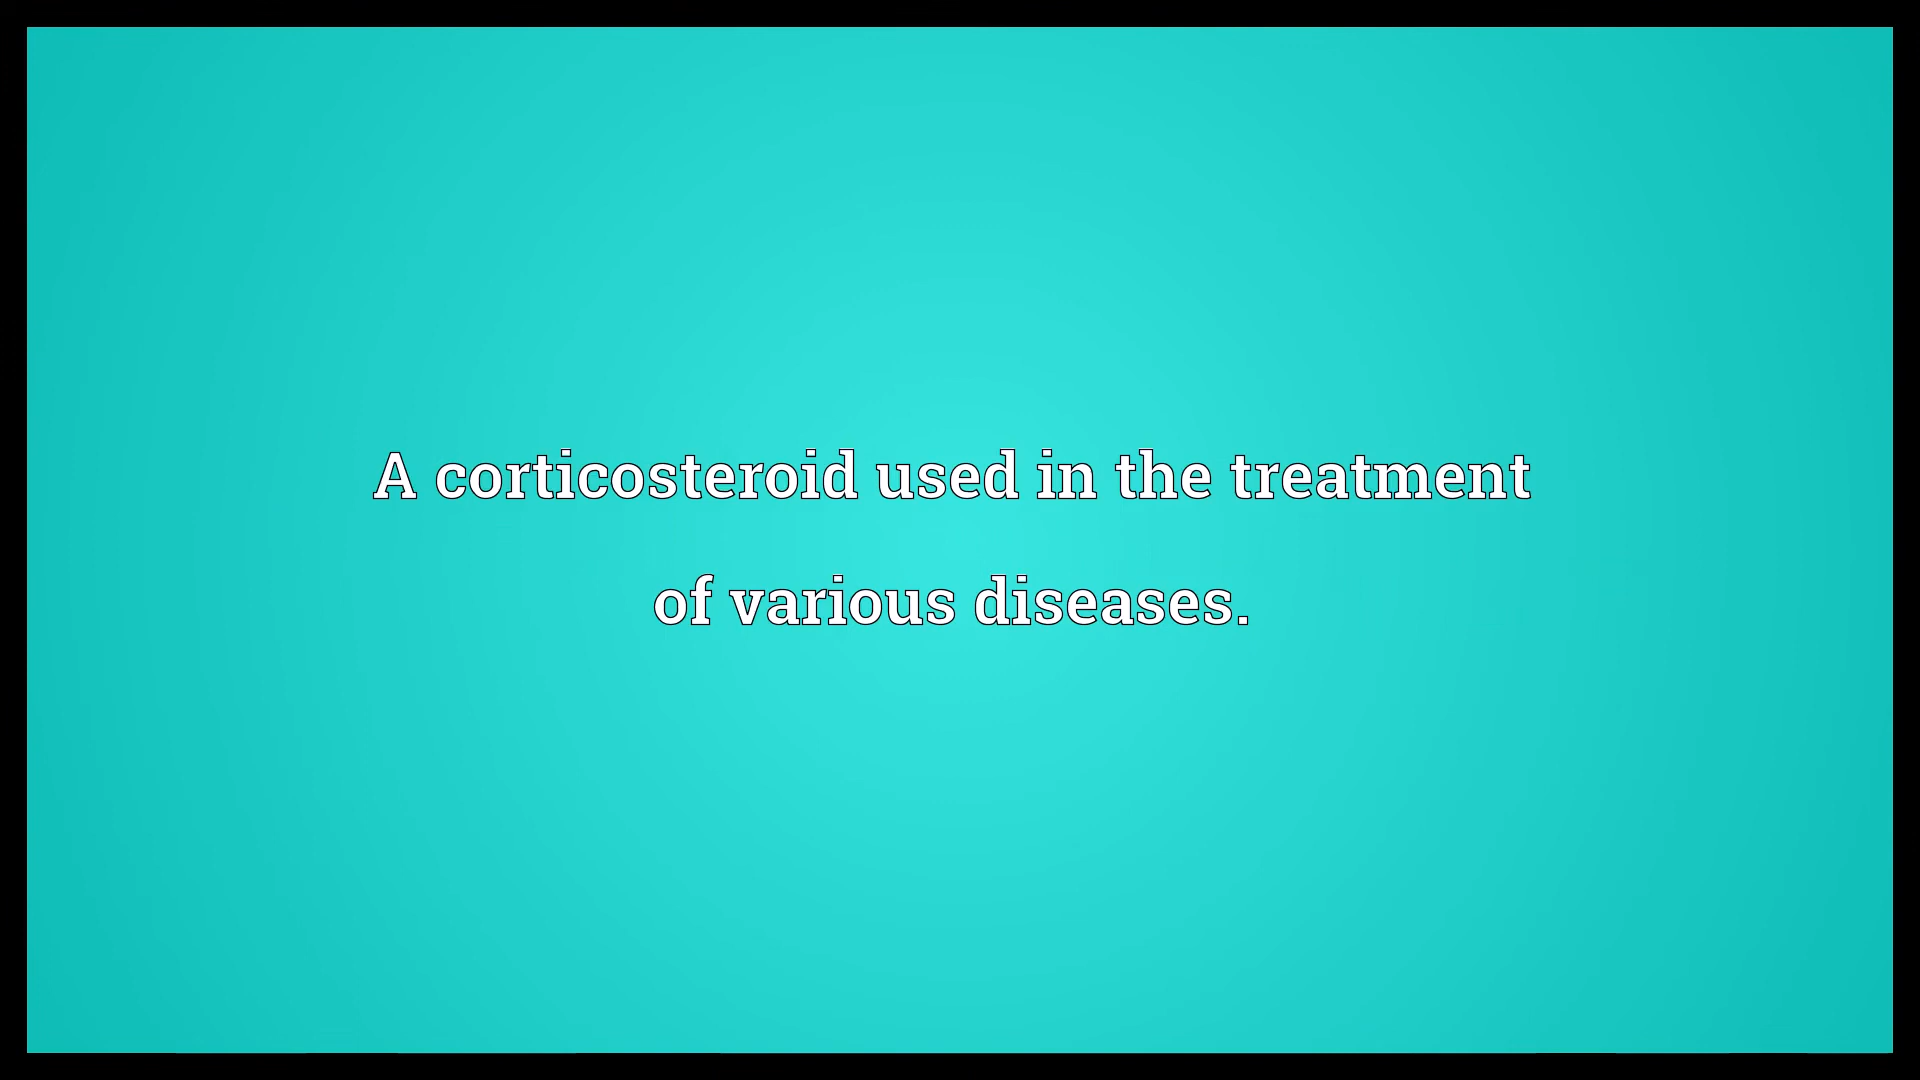 A corticosteroid used in the treatment
of various diseases.